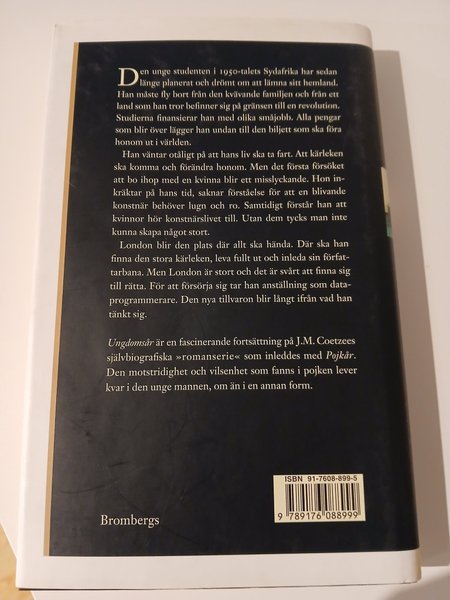 Den unge studenten i 1950-talets Sydafrika har sedan
länge planerat och drömt om att lämna sitt hemland.
Han måste fly bort från den kvävande familjen och från ett
land som han tror befinner sig på gränsen till en revolution.
Studierna finansierar han med olika småjobb. Alla pengar
som blir över lägger han undan till den biljett som ska föra
honom ut i världen.
Han väntar otåligt på att hans liv ska ta fart. Att kärleken
ska komma och förändra honom. Men det första försöket
att bo ihop med en kvinna blir ett misslyckande. Hon in-
kräktar på hans tid, saknar förståelse för att en blivande
konstnär behöver lugn och ro. Samtidigt förstår han att
kvinnor hör konstnärslivet till. Utan dem tycks man inte
kunna skapa något stort.
London blir den plats där allt ska hända. Där ska han
finna den stora kärleken, leva fullt ut och inleda sin förfat-
tarbana. Men London är stort och det är svårt att finna sig
till rätta. För att försörja sig tar han anställning som data-
programmerare. Den nya tillvaron blir långt ifrån vad han
tänkt sig.
Ungdomsår är en fascinerande fortsättning på J.M. Coetzees
självbiografiska »romanserie« som inleddes med Pojkår.
Den motstridighet och vilsenhet som fanns i pojken lever
kvar i den unge mannen, om än i en annan form.
ISBN 91-7608-899-5
9 789176 088999
Brombergs